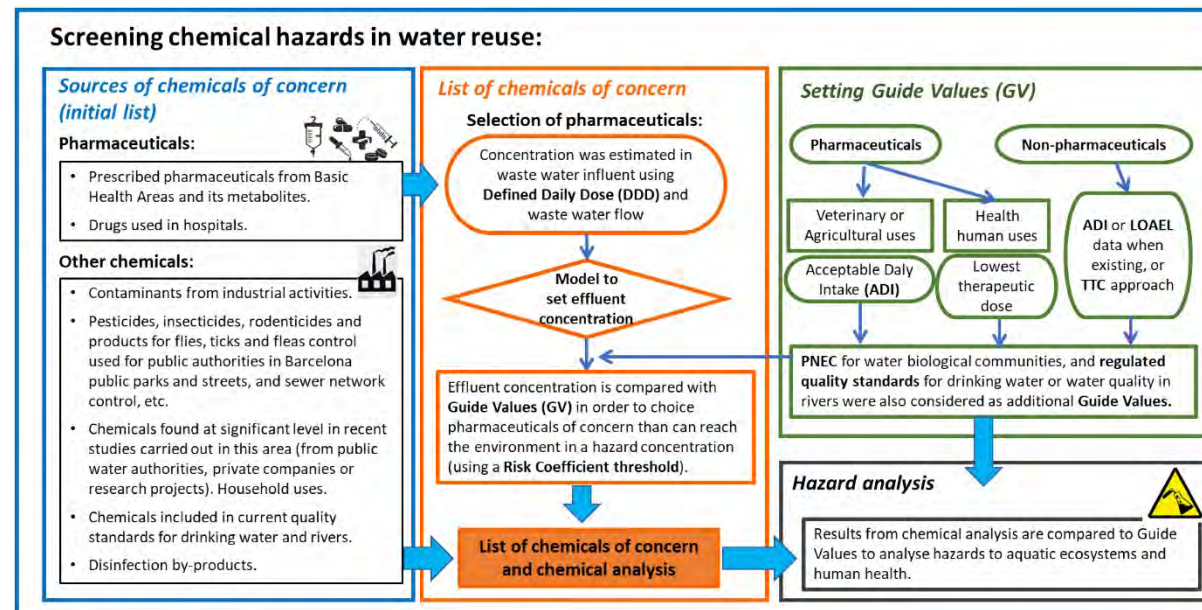 Screening chemical hazards in water reuse:
Sources of chemicals of concern
(initial list)
Pharmaceuticals:
• Prescribed pharmaceuticals from Basic
Health Areas and its metabolites.
• Drugs used in hospitals.
Other chemicals:
• Contaminants from industrial activities.
• Pesticides, insecticides, rodenticides and
products for flies, ticks and fleas control
used for public authorities in Barcelona
public parks and streets, and sewer network
control, etc.
• Chemicals found at significant level in recent
studies carried out in this area (from public
water authorities, private companies or
research projects). Household uses.
• Chemicals included in current quality
standards for drinking water and rivers.
• Disinfection by-products.
List of chemicals of concern
Selection of pharmaceuticals:
Concentration was estimated in
waste water influent using
Defined Daily Dose (DDD) and
waste water flow
Model to
set effluent
concentration
Effluent concentration is compared with
Guide Values (GV) in order to choice
pharmaceuticals of concern than can reach
the environment in a hazard concentration
(using a Risk Coefficient threshold).
List of chemicals of concern
and chemical analysis
Setting Guide Values (GV)
Pharmaceuticals
Non-pharmaceuticals
Veterinary or
Agricultural uses
Health
human uses
Acceptable Daly
Intake (ADI)
Lowest
therapeutic
dose
ADI or LOAEL
data when
existing, or
TTC approach
PNEC for water biological communities, and regulated
quality standards for drinking water or water quality in
rivers were also considered as additional Guide Values.
Hazard analysis
Results from chemical analysis are compared to Guide
Values to analyse hazards to aquatic ecosystems and
human health.